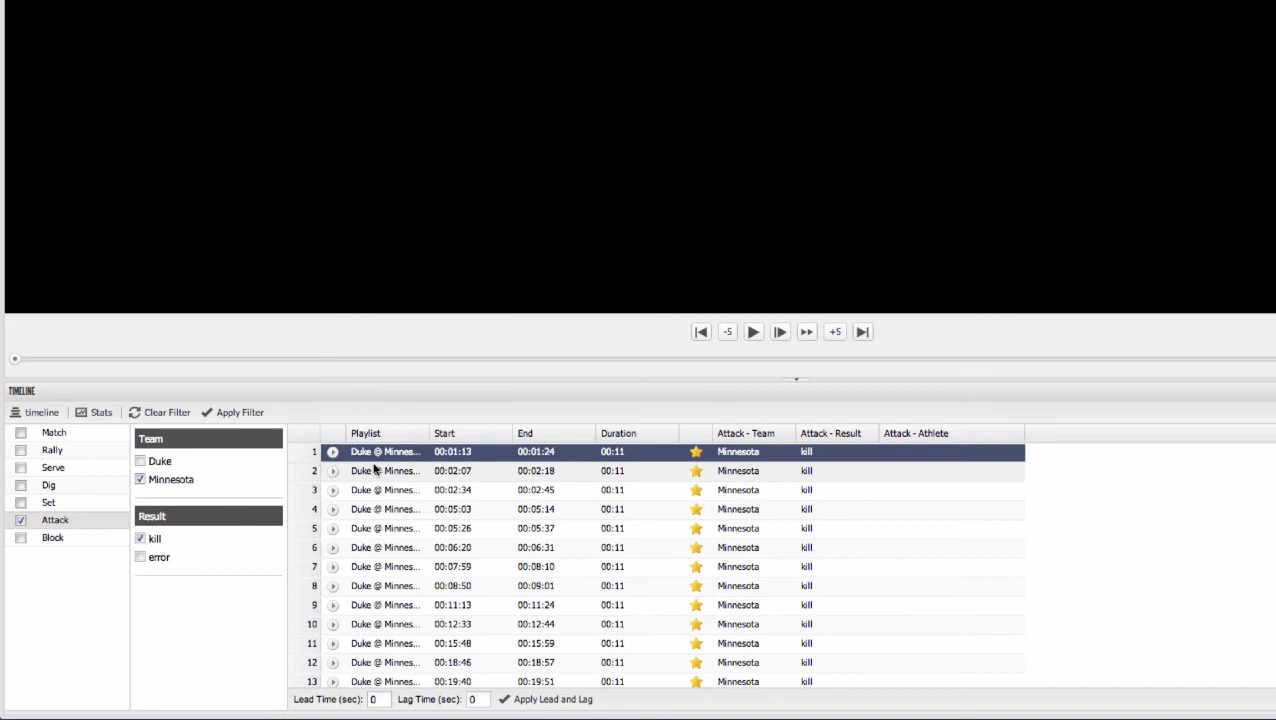 -5 +5
TIMELINE
timeline Stats Clear Filter Apply Filter
Match
Rally
Serve
Dig
Set
Attack
Block
Team
Duke
Minnesota
Result
kill
error
Playlist Start End Duration Attack - Team Attack - Result Attack - Athlete
1 Duke @ Minnes... 00:01:13 00:01:24 00:11 Minnesota kill
2 Duke @ Minnes... 00:02:07 00:02:18 00:11 Minnesota kill
3 Duke @ Minnes... 00:02:34 00:02:45 00:11 Minnesota kill
4 Duke @ Minnes... 00:05:03 00:05:14 00:11 Minnesota kill
5 Duke @ Minnes... 00:05:26 00:05:37 00:11 Minnesota kill
6 Duke @ Minnes... 00:06:20 00:06:31 00:11 Minnesota kill
7 Duke @ Minnes... 00:07:59 00:08:10 00:11 Minnesota kill
8 Duke @ Minnes... 00:08:50 00:09:01 00:11 Minnesota kill
9 Duke @ Minnes... 00:11:13 00:11:24 00:11 Minnesota kill
10 Duke @ Minnes... 00:12:33 00:12:44 00:11 Minnesota kill
11 Duke @ Minnes... 00:15:48 00:15:59 00:11 Minnesota kill
12 Duke @ Minnes... 00:18:46 00:18:57 00:11 Minnesota kill
13 Duke @ Minnes... 00:19:40 00:19:51 00:11 Minnesota kill
Lead Time (sec): 0 Lag Time (sec): 0 Apply Lead and Lag